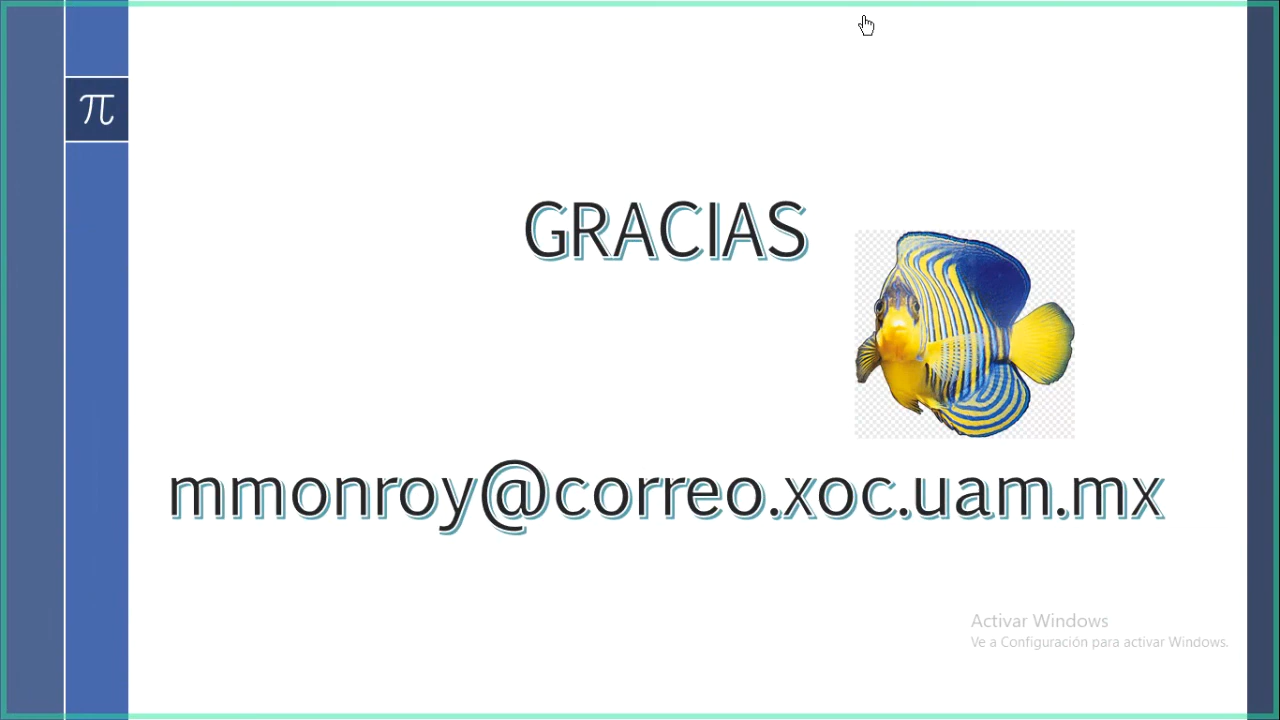 π
GRACIAS
mmonroy@correo.xoc.uam.mx
Activar Windows
Ve a Configuración para activar Windows.